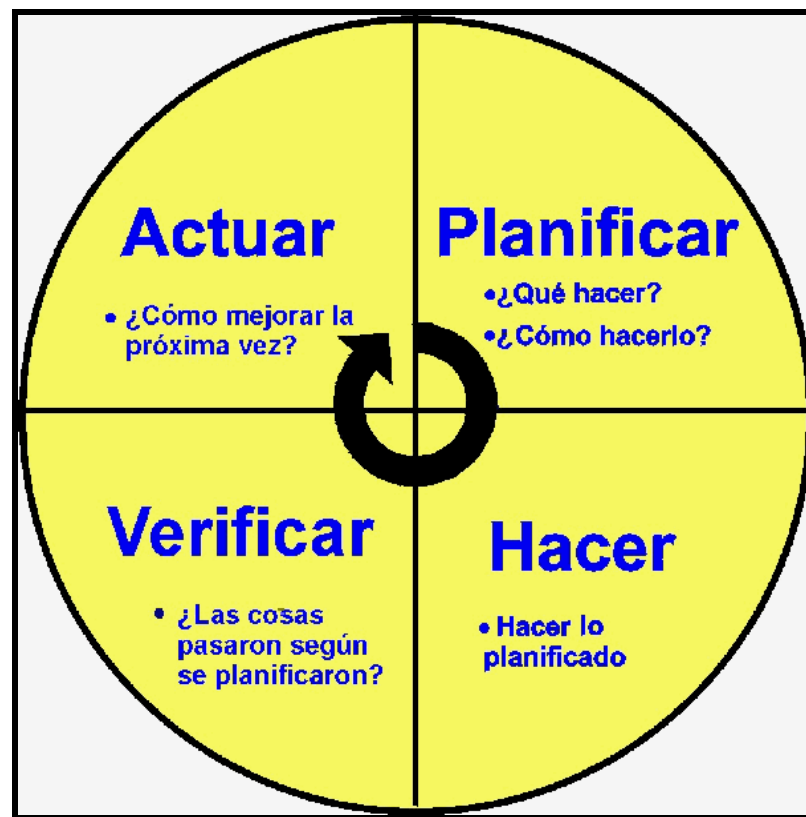 Actuar
• ¿Cómo mejorar la
próxima vez?
Planificar
•¿Qué hacer?
•¿Cómo hacerlo?
Verificar
• ¿Las cosas
pasaron según
se planificaron?
Hacer
• Hacer lo
planificado